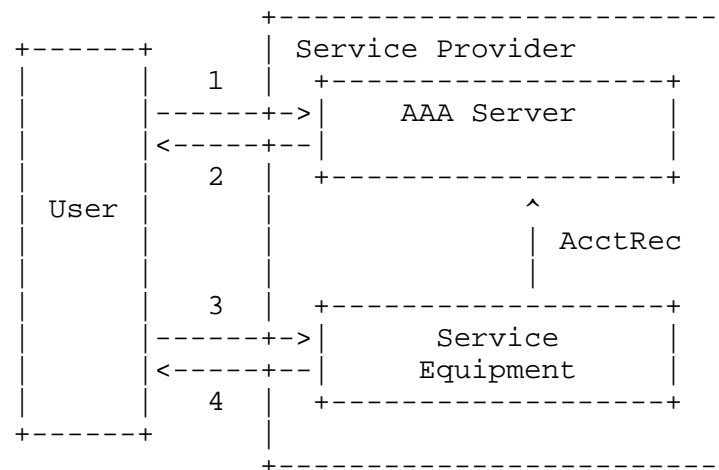 Service Provider
1
AAA Server
2
User
AcctRec
3
Service
Equipment
4